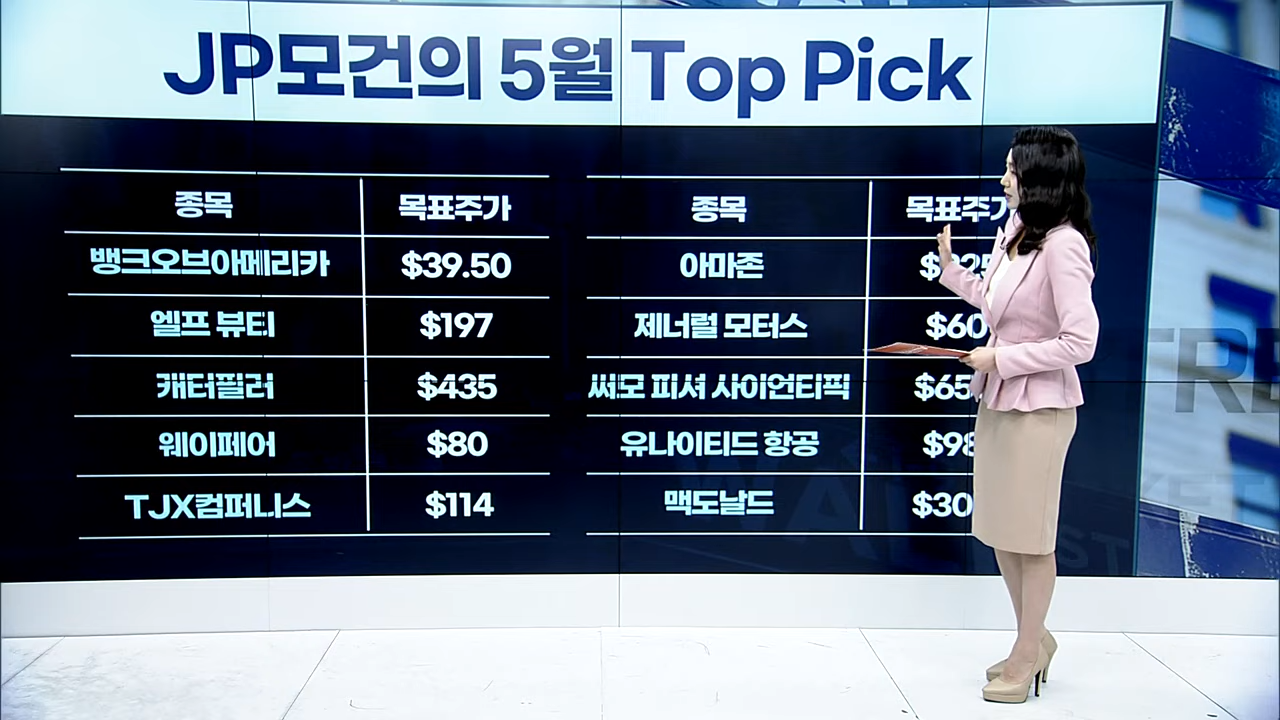 JP모건의 5월 Top Pick
종목 목표주가
뱅크오브아메리카 $39.50
엘프 뷰티 $197
캐터필러 $435
웨이페어 $80
TJX컴퍼니스 $114
종목 목표주가
아마존
제너럴 모터스
써모 피셔 사이언티픽
유나이티드 항공
맥도날드